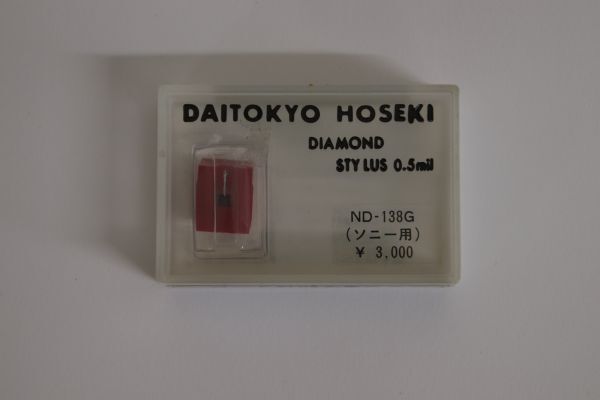 DAITOKYO HOSEKI
DIAMOND
STYLUS 0.5mil
ND-138G
(ソニー用)
¥ 3,000